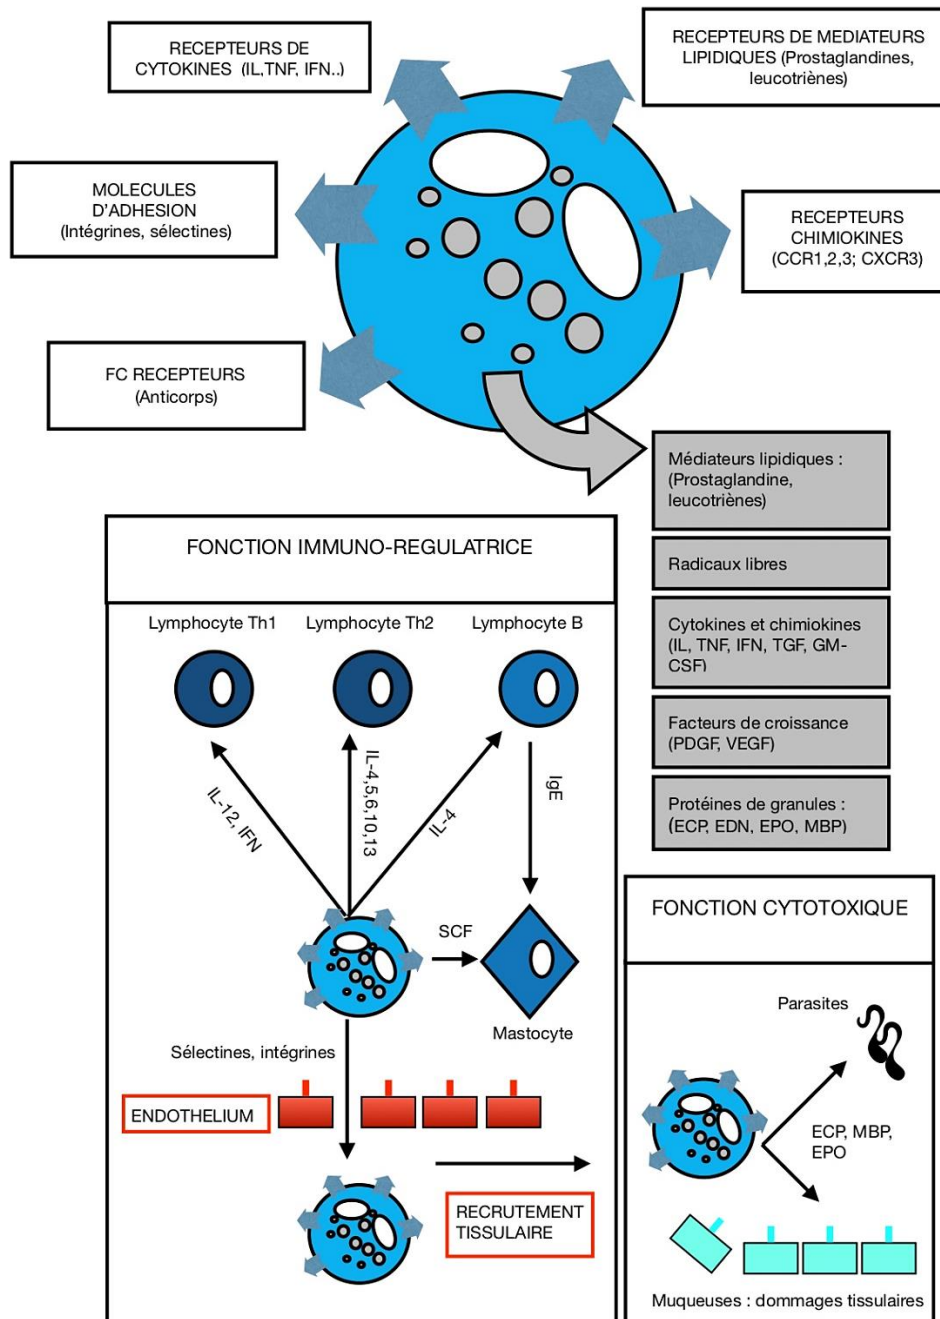 RECEPTEURS DE
CYTOKINES (IL,TNF, IFN..)
RECEPTEURS DE MEDIATEURS
LIPIDIQUES (Prostaglandines,
leucotriènes)
MOLECULES
D'ADHESION
(Intégrines, sélectines)
RECEPTEURS
CHIMIOKINES
(CCR1,2,3; CXCR3)
FC RECEPTEURS
(Anticorps)
Médiateurs lipidiques :
(Prostaglandine,
leucotriènes)
Radicaux libres
Cytokines et chimiokines
(IL, TNF, IFN, TGF, GM-
CSF)
Facteurs de croissance
(PDGF, VEGF)
Protéines de granules :
(ECP, EDN, EPO, MBP)
FONCTION IMMUNO-REGULATRICE
Lymphocyte Th1
Lymphocyte Th2
Lymphocyte B
IL-12, IFN
IL-4,5,6,10,13
IL-4
IgE
SCF
Mastocyte
Sélectines, intégrines
ENDOTHELIUM
RECRUTEMENT
TISSULAIRE
FONCTION CYTOTOXIQUE
Parasites
ECP, MBP,
EPO
Muqueuses : dommages tissulaires